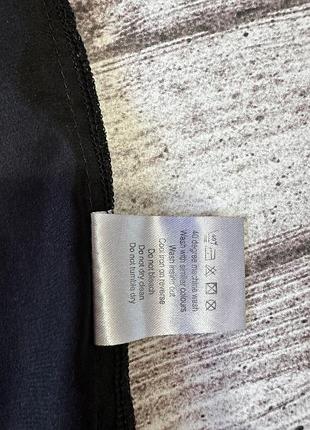 40
40 degree machine wash
Wash with similar colours
Wash inside out
Cool iron on reverse
Do not bleach
Do not dry clean
Do not tumble dry